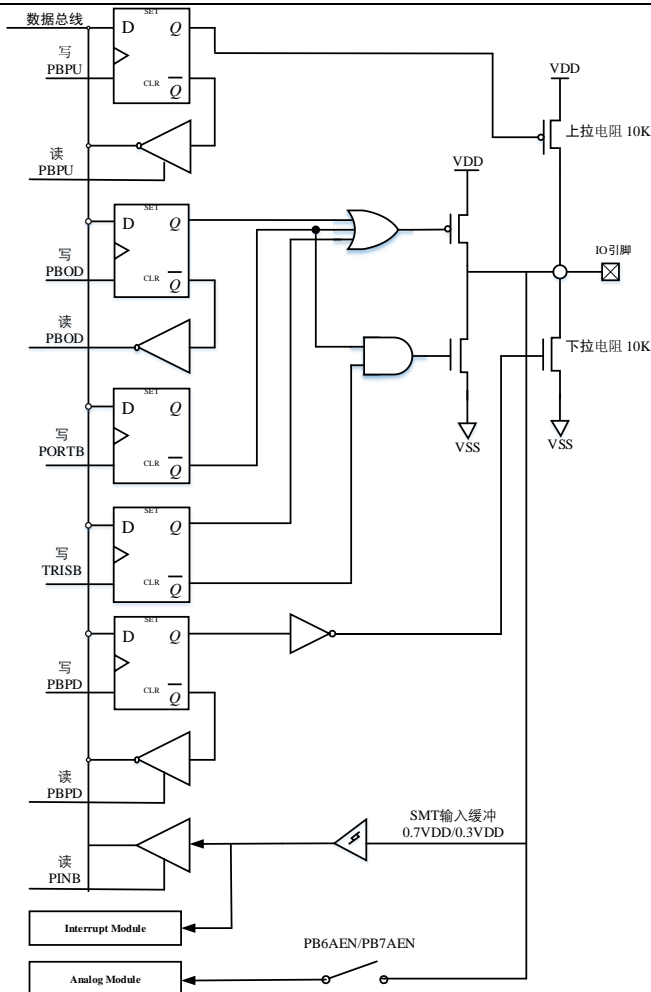 数据总线
SET
D Q
写
PBPU
CLR Q
读
PBPU
VDD
上拉电阻 10K
VDD
SET
D Q
写
PBOD
CLR Q
读
PBOD
IO引脚
下拉电阻 10K
SET
D Q
写
PORTB
CLR Q
VSS
VSS
SET
D Q
写
TRISB
CLR Q
SET
D Q
写
PBPD
CLR Q
读
PBPD
SMT输入缓冲
0.7VDD/0.3VDD
读
PINB
Interrupt Module
PB6AEN/PB7AEN
Analog Module